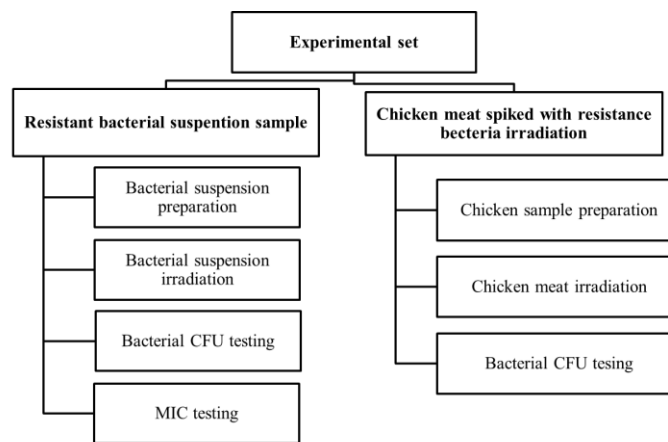 Experimental set
Resistant bacterial suspention sample
Chicken meat spiked with resistance
becteria irradiation
Bacterial suspension
preparation
Bacterial suspension
irradiation
Bacterial CFU testing
MIC testing
Chicken sample preparation
Chicken meat irradiation
Bacterial CFU tesing